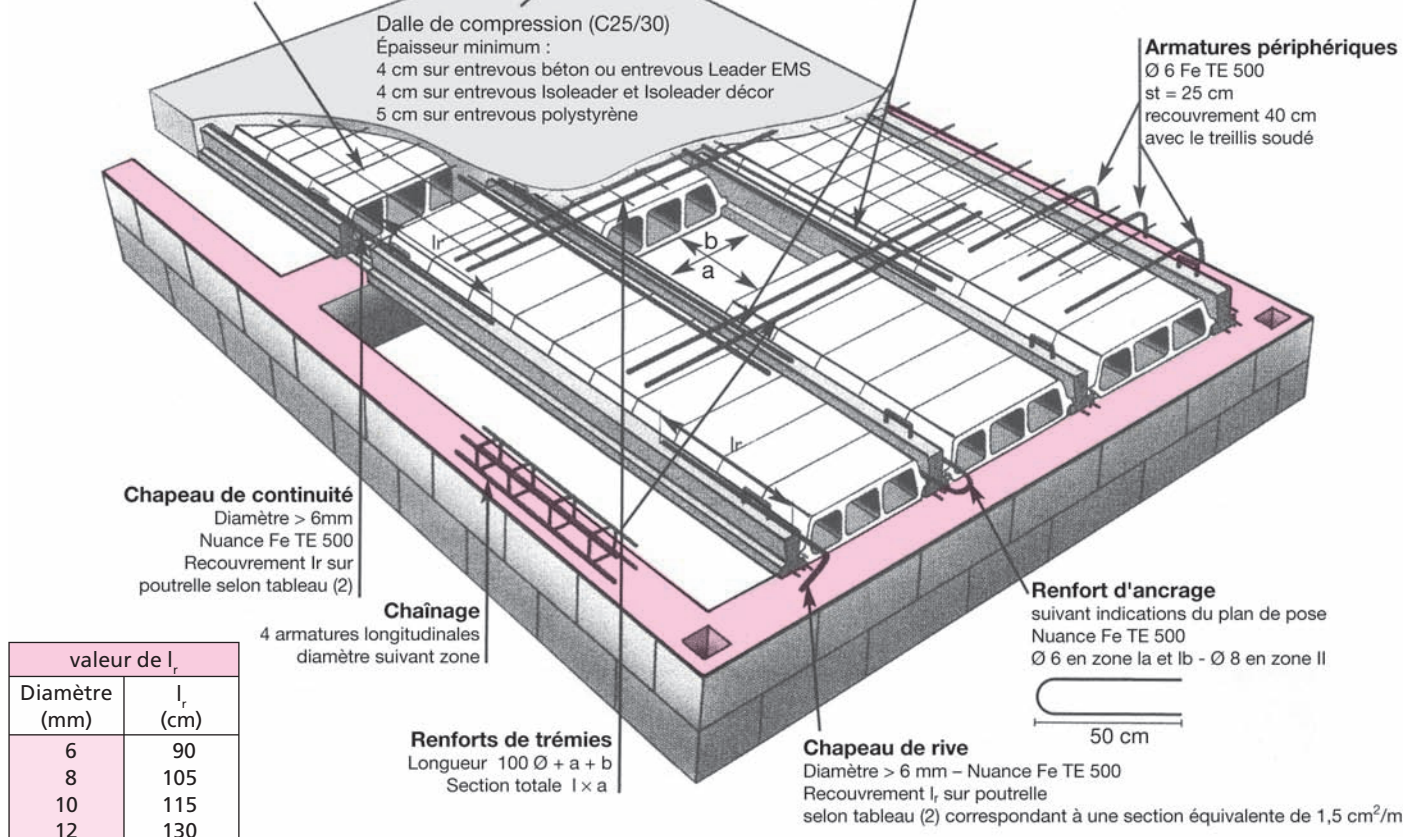 Dalle de compression (C25/30)
Épaisseur minimum :
4 cm sur entrevous béton ou entrevous Leader EMS
4 cm sur entrevous Isoleader et Isoleader décor
5 cm sur entrevous polystyrène
Armatures périphériques
Ø 6 Fe TE 500
st = 25 cm
recouvrement 40 cm
avec le treillis soudé
lr
b
a
lr
Chapeau de continuité
Diamètre > 6mm
Nuance Fe TE 500
Recouvrement lr sur
poutrelle selon tableau (2)
Chaînage
4 armatures longitudinales
diamètre suivant zone
Renforts de trémies
Longueur 100 Ø + a + b
Section totale l x a
Renfort d'ancrage
suivant indications du plan de pose
Nuance Fe TE 500
Ø 6 en zone Ia et Ib - Ø 8 en zone II
50 cm
Chapeau de rive
Diamètre > 6 mm – Nuance Fe TE 500
Recouvrement lr sur poutrelle
selon tableau (2) correspondant à une section équivalente de 1,5 cm²/m
valeur de lr
Diamètre (mm) lr (cm)
6 90
8 105
10 115
12 130